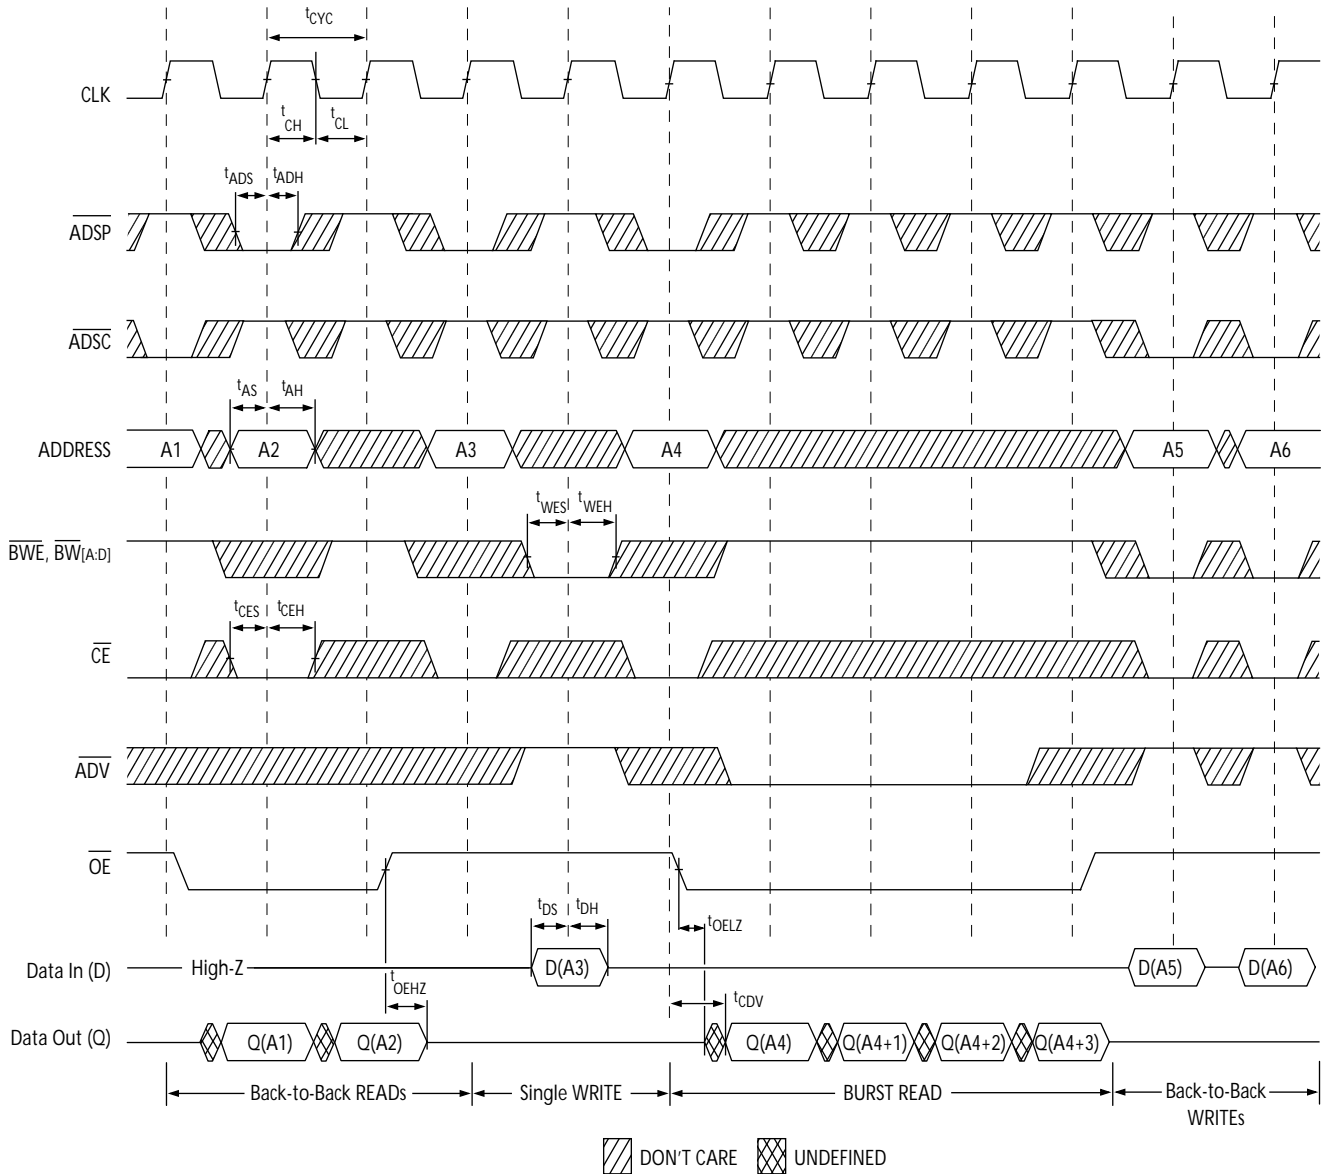 tCYC
CLK
tCH
tCL
tADS
tADH
ADSP
ADSC
tAS
tAH
ADDRESS
A1
A2
A3
A4
A5
A6
tWES
tWEH
BWE, BW[A:D]
tCES
tCEH
CE
ADV
OE
tDS
tDH
tOELZ
Data In (D)
High-Z
D(A3)
D(A5)
D(A6)
tOEHZ
tCDV
Data Out (Q)
Q(A1)
Q(A2)
Q(A4)
Q(A4+1)
Q(A4+2)
Q(A4+3)
Back-to-Back READs
Single WRITE
BURST READ
Back-to-Back
WRITEs
DON'T CARE
UNDEFINED